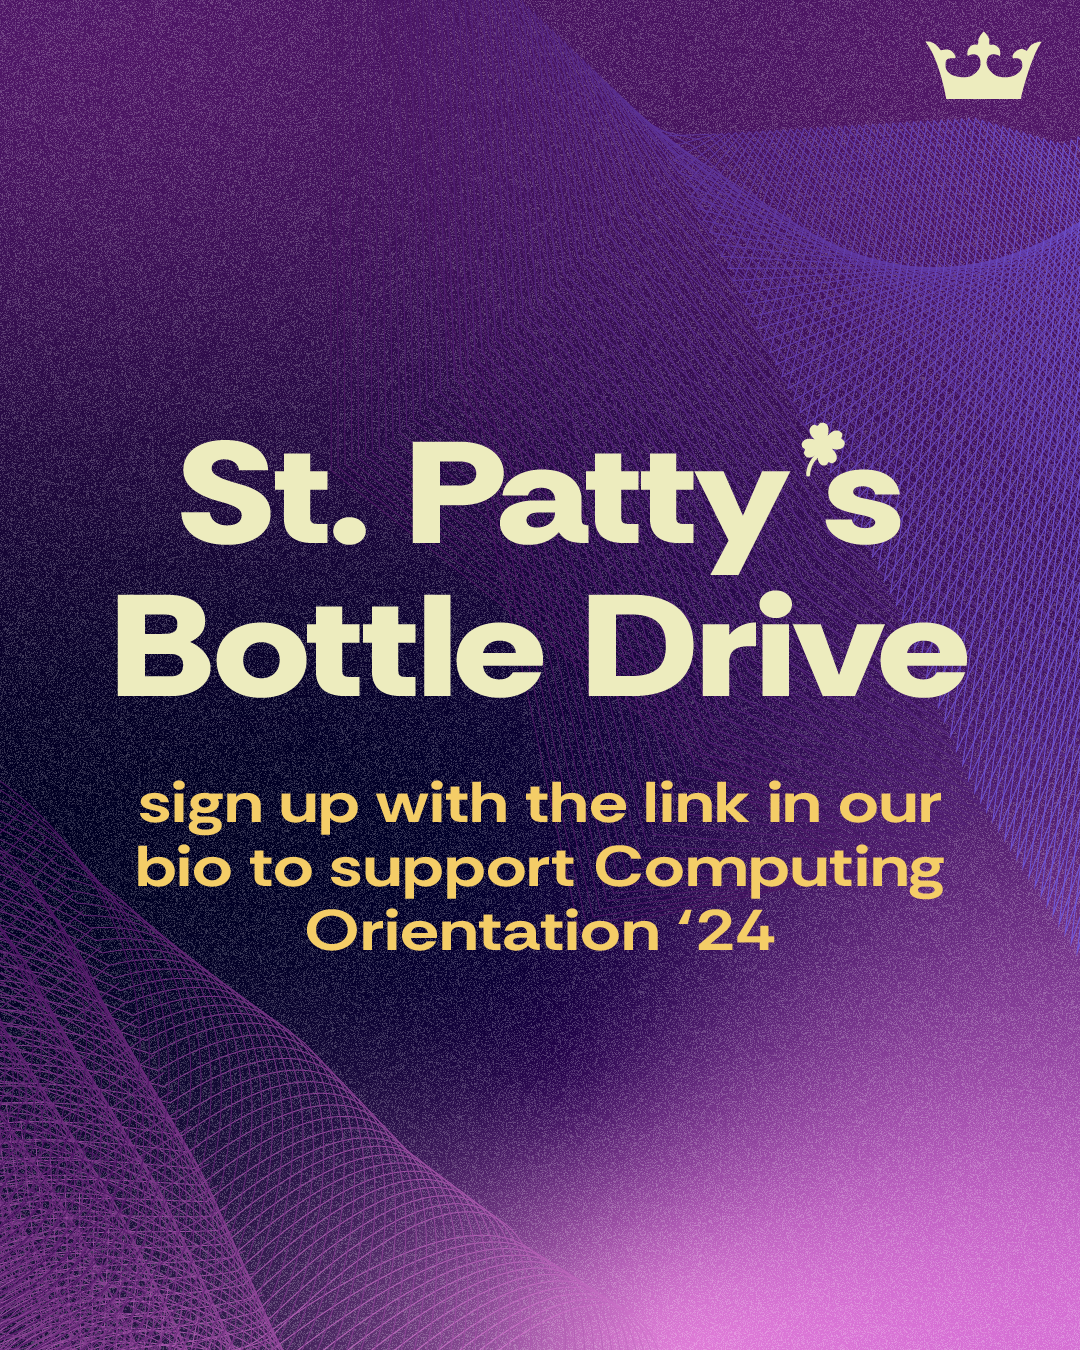 St. Patty's
Bottle Drive
sign up with the link in our
bio to support Computing
Orientation ‘24